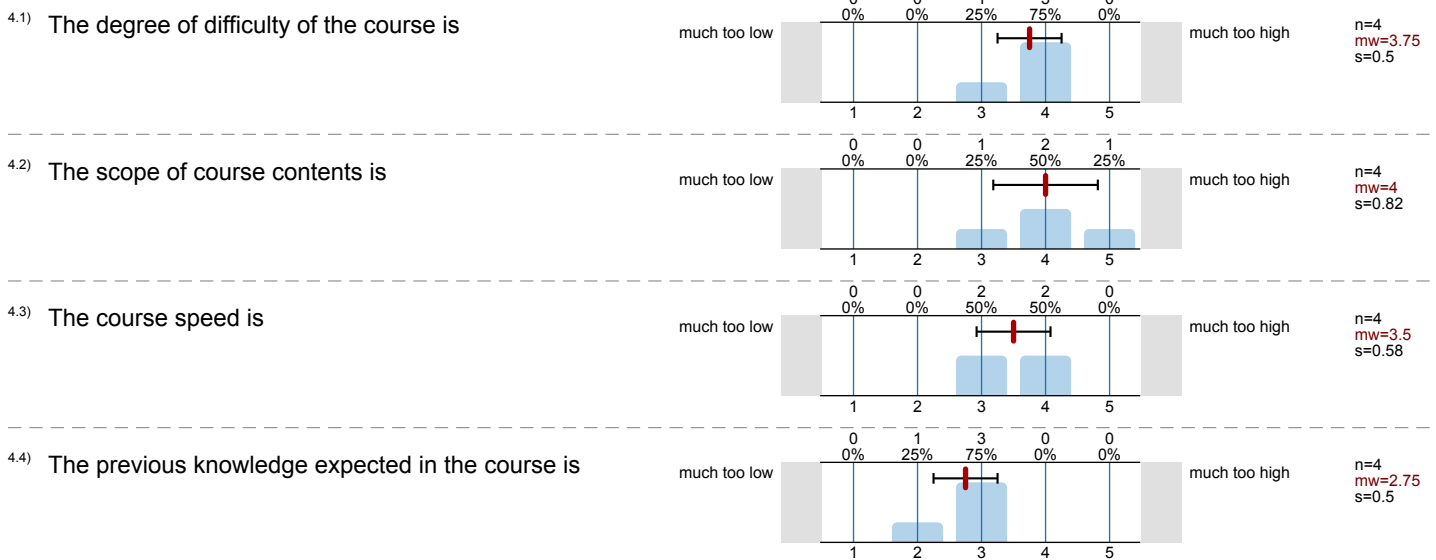 4.1) The degree of difficulty of the course is
0% 0% 25% 75% 0%
much too low much too high
n=4
mw=3.75
s=0.5
1 2 3 4 5
4.2) The scope of course contents is
0 0 1 2 1
0% 0% 25% 50% 25%
much too low much too high
n=4
mw=4
s=0.82
1 2 3 4 5
4.3) The course speed is
0 0 2 2 0
0% 0% 50% 50% 0%
much too low much too high
n=4
mw=3.5
s=0.58
1 2 3 4 5
4.4) The previous knowledge expected in the course is
0 1 3 0 0
0% 25% 75% 0% 0%
much too low much too high
n=4
mw=2.75
s=0.5
1 2 3 4 5